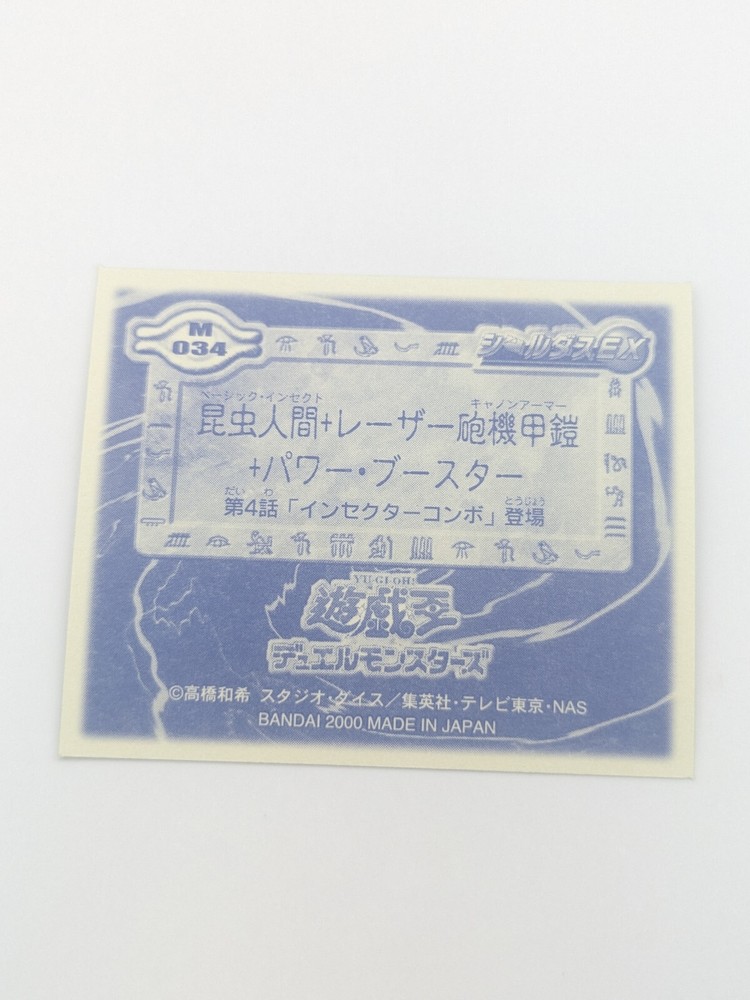 M
034
シールダスEX
ベーシック・インセクト キャノンアーマー
昆虫人間+レーザー砲機甲鎧
+パワー・ブースター
だい わ とうじょう
第4話「インセクターコンボ」登場
YU-GI-OH!
遊戯王
デュエルモンスターズ
©高橋和希 スタジオ・ダイス/集英社・テレビ東京・NAS
BANDAI 2000 MADE IN JAPAN